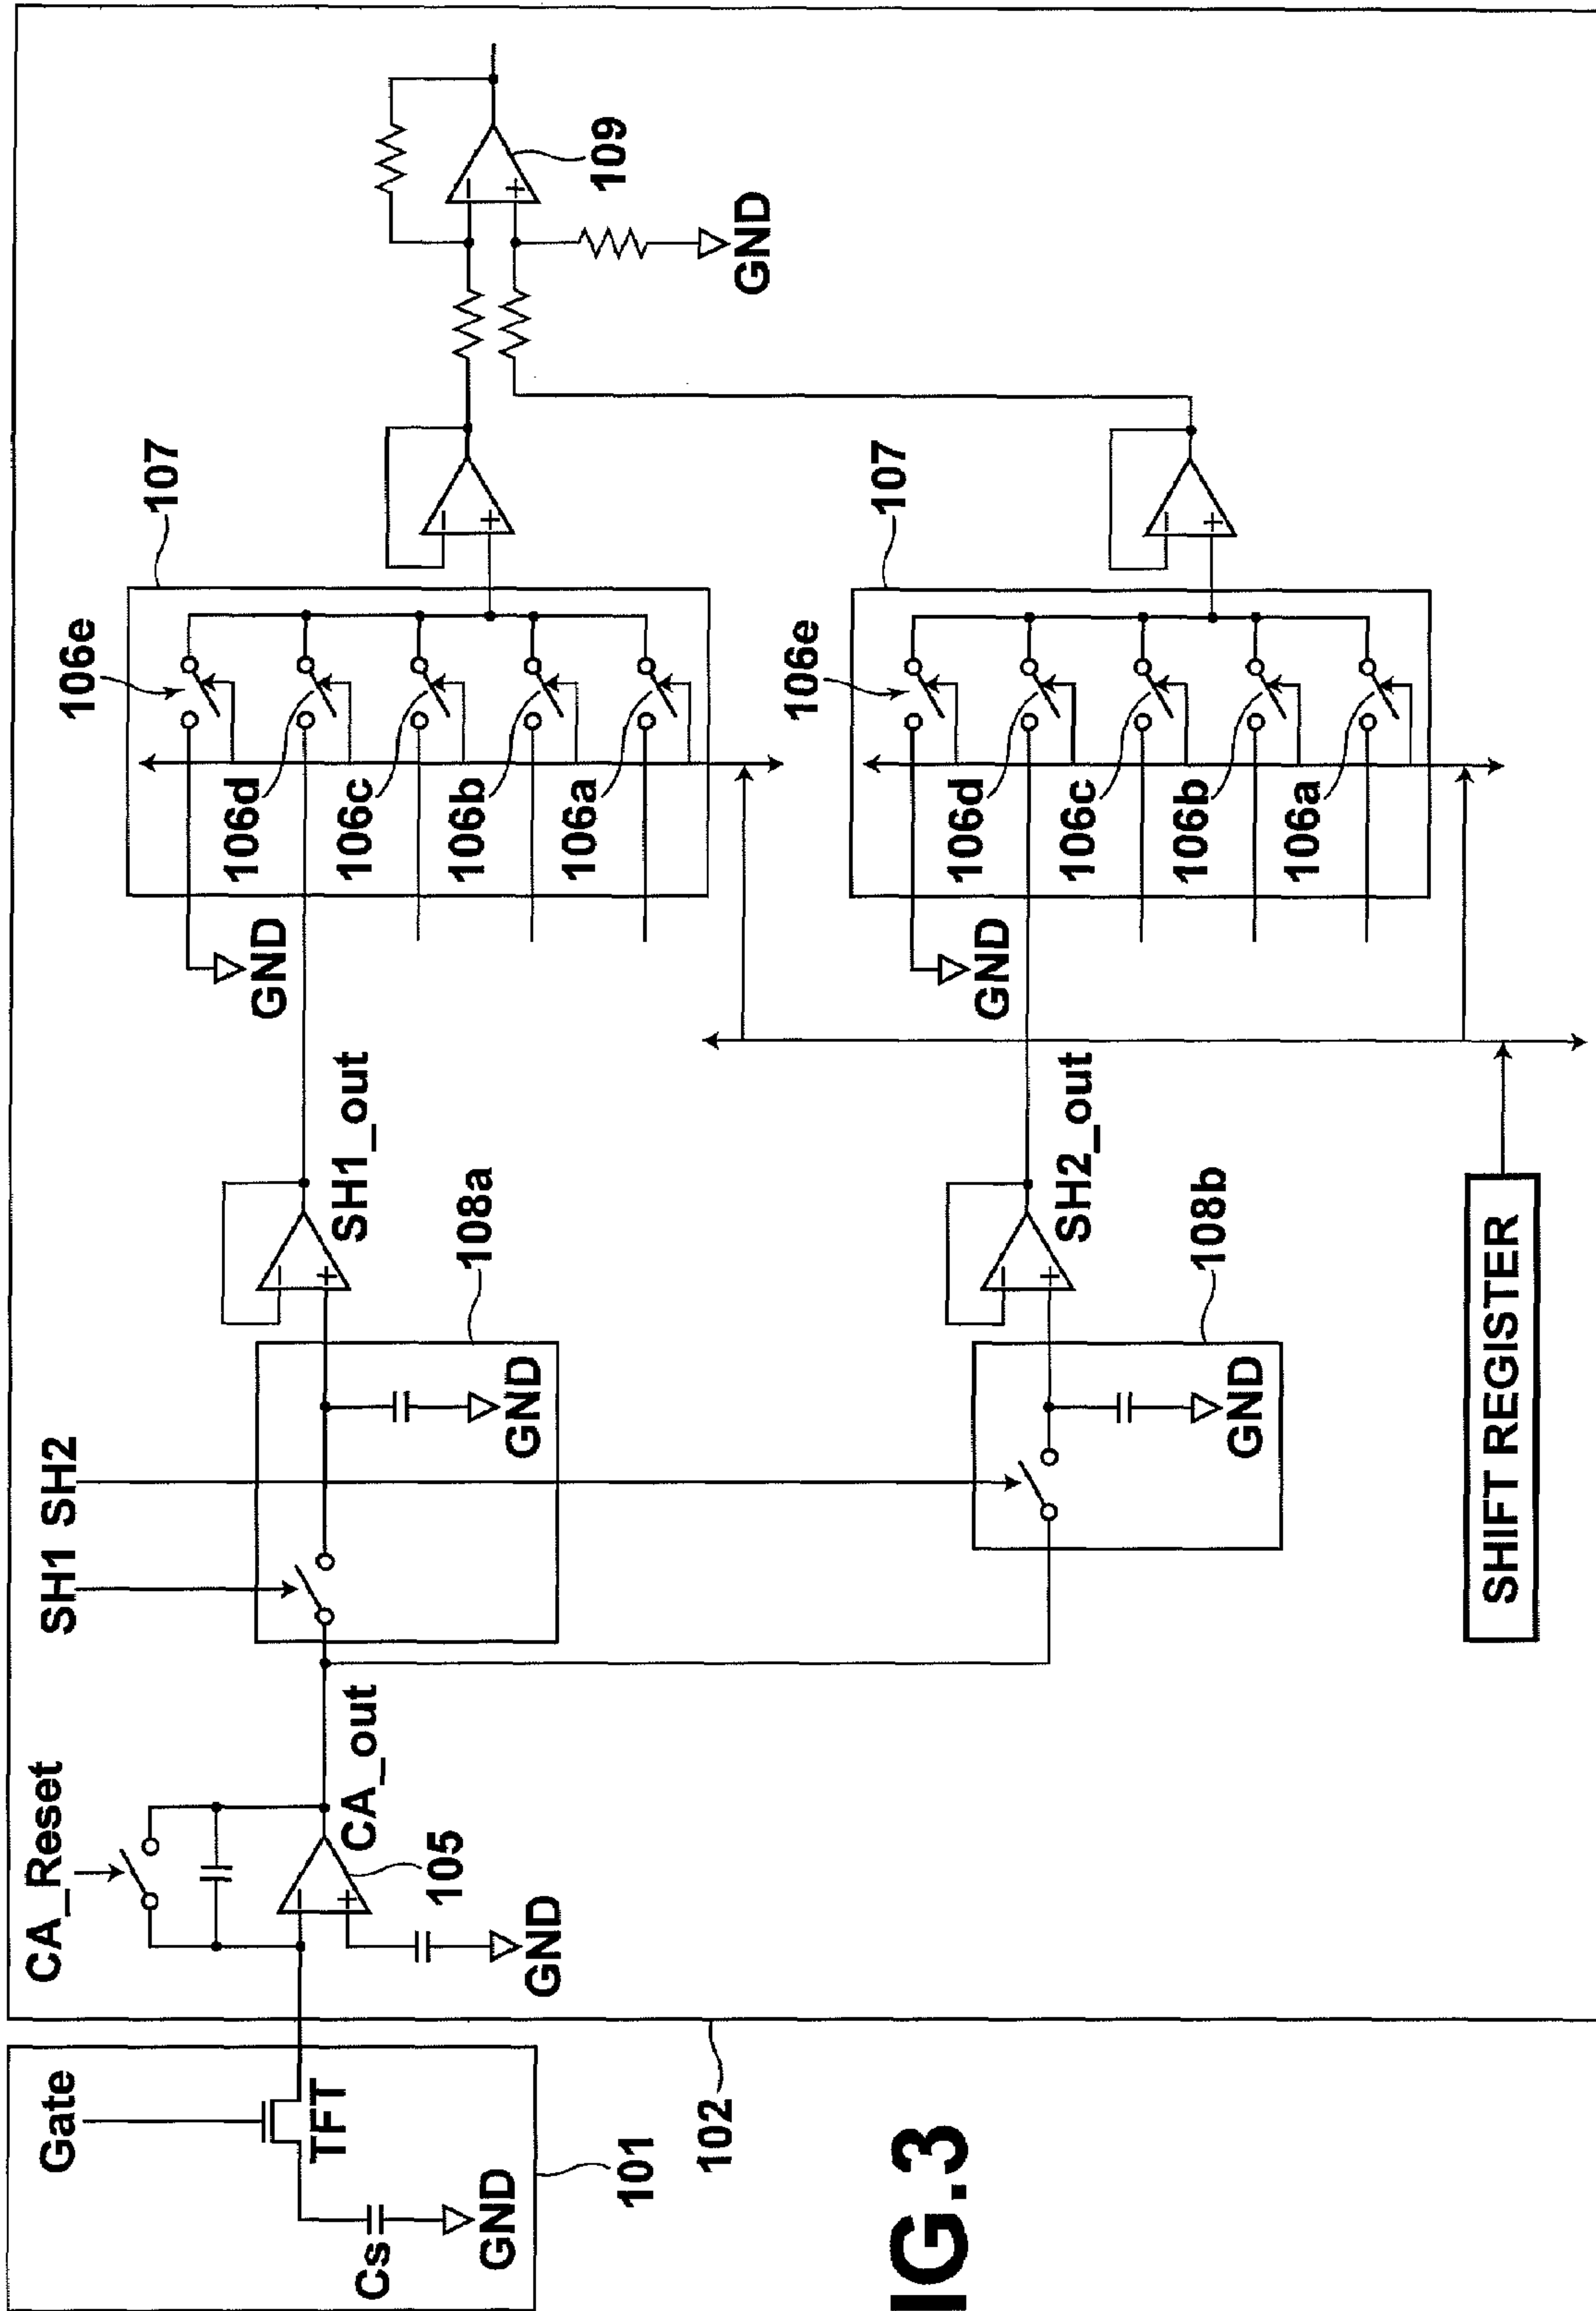 Gate
TFT
Cs
GND
101
102
CA_Reset
CA_out
105
GND
SH1 SH2
GND
108a
SH1_out
GND
108b
SH2_out
SHIFT REGISTER
GND
106e
106d
106c
106b
106a
107
GND
106e
106d
106c
106b
106a
107
109
GND
IG.3